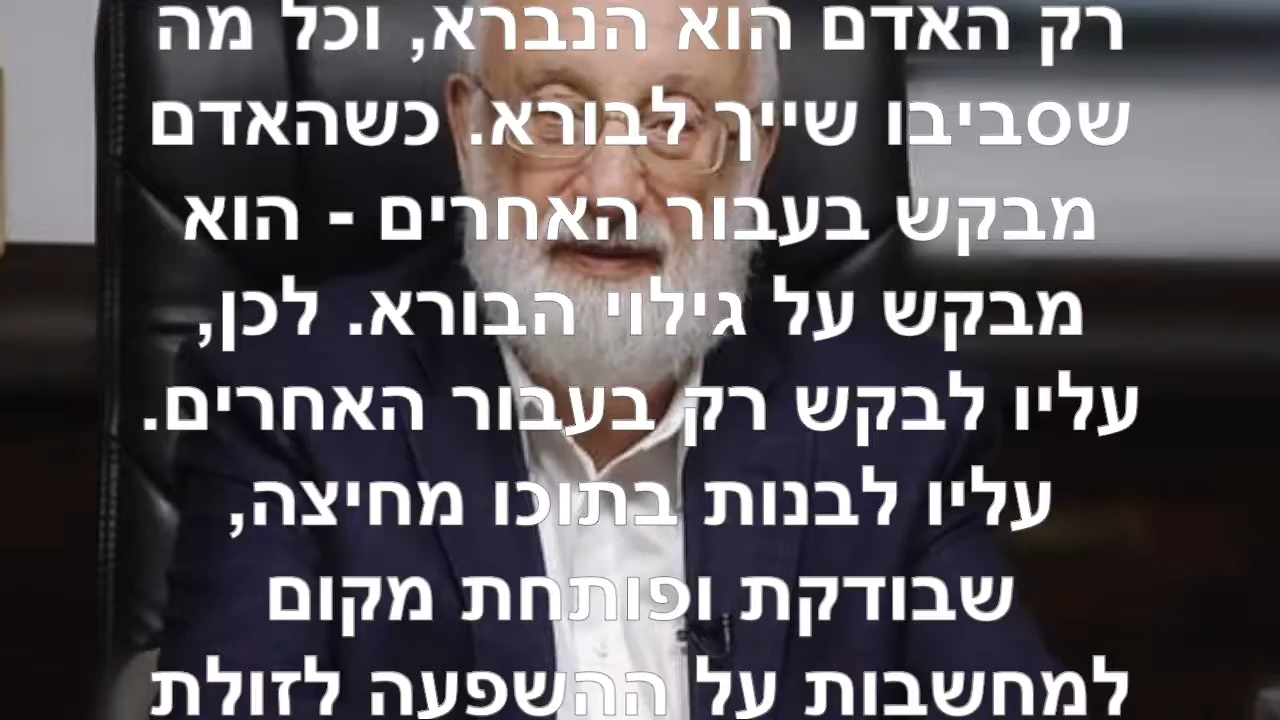 רק האדם הוא הנברא, וכל מה
שסביבו שייך לבורא. כשהאדם
מבקש בעבור האחרים - הוא
מבקש על גילוי הבורא. לכן,
עליו לבקש רק בעבור האחרים.
עליו לבנות בתוכו מחיצה,
שבודקת ופותחת מקום
למחשבות על ההשפעה לזולת